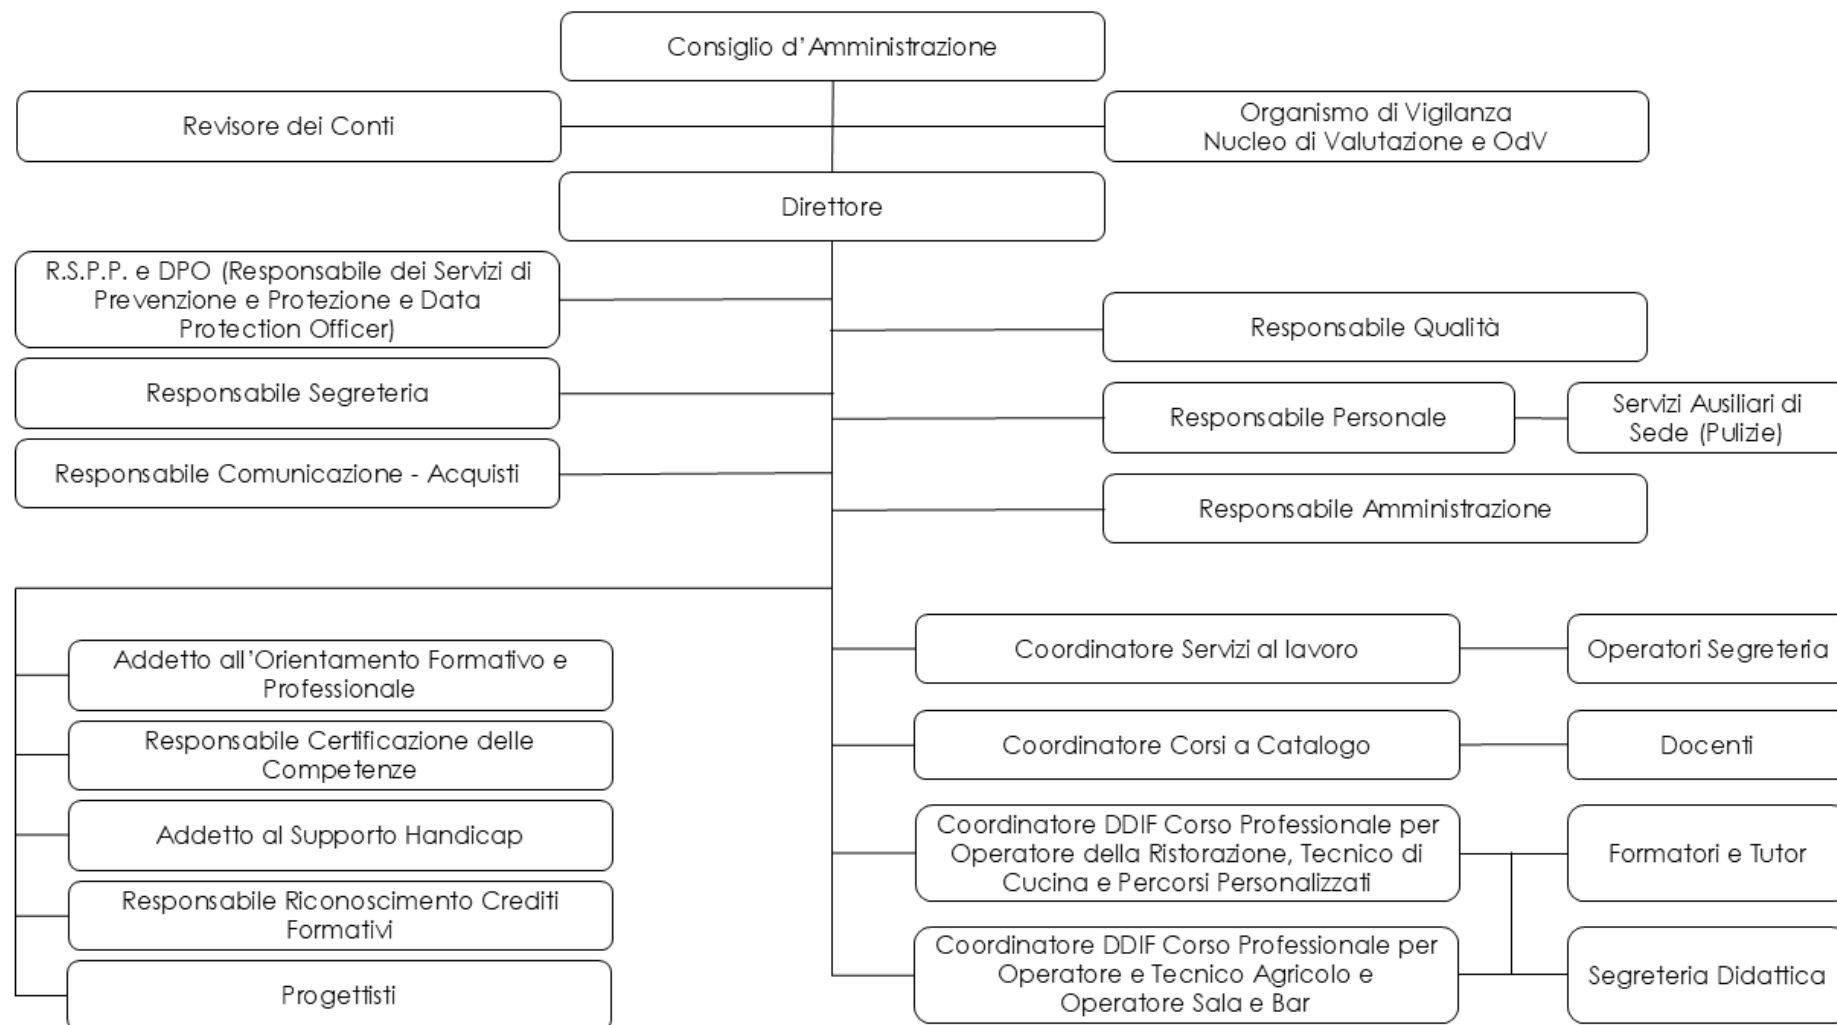 Consiglio d'Amministrazione
Revisore dei Conti
Organismo di Vigilanza
Nucleo di Valutazione e OdV
Direttore
R.S.P.P. e DPO (Responsabile dei Servizi di
Prevenzione e Protezione e Data
Protection Officer)
Responsabile Qualità
Responsabile Segreteria
Responsabile Personale
Servizi Ausiliari di
Sede (Pulizie)
Responsabile Comunicazione - Acquisti
Responsabile Amministrazione
Addetto all'Orientamento Formativo e
Professionale
Responsabile Certificazione delle
Competenze
Addetto al Supporto Handicap
Responsabile Riconoscimento Crediti
Formativi
Progettisti
Coordinatore Servizi al lavoro
Operatori Segreteria
Coordinatore Corsi a Catalogo
Docenti
Coordinatore DDIF Corso Professionale per
Operatore della Ristorazione, Tecnico di
Cucina e Percorsi Personalizzati
Formatori e Tutor
Coordinatore DDIF Corso Professionale per
Operatore e Tecnico Agricolo e
Operatore Sala e Bar
Segreteria Didattica